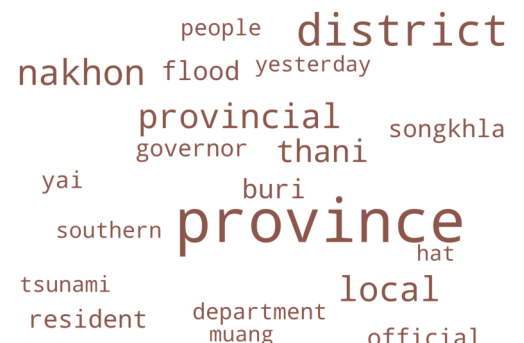 people district
nakhon flood yesterday
provincial songkhla
governor thani
yai buri
southern province
hat
tsunami local
resident department
muang official